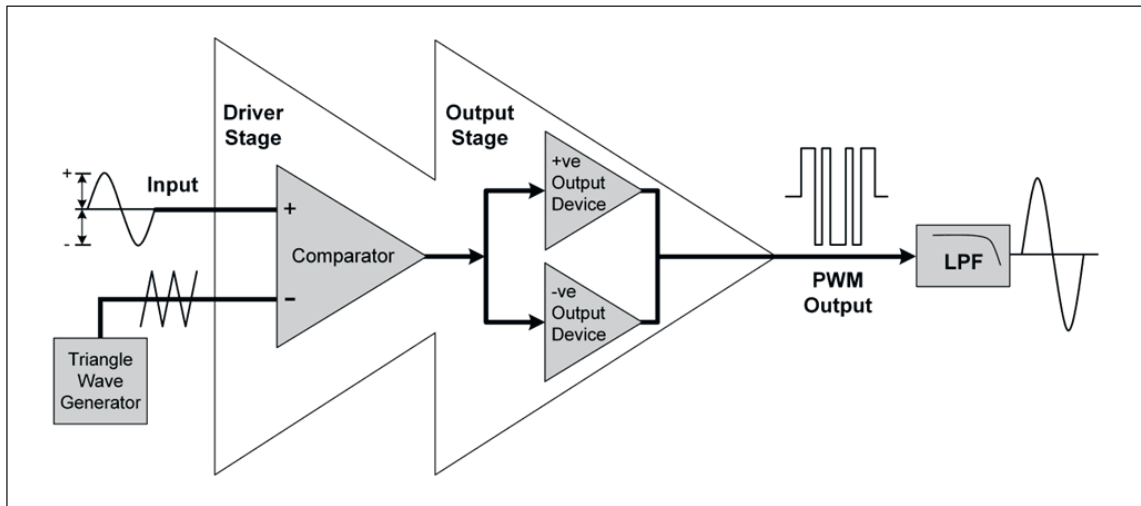 Driver
Stage
Output
Stage
+
-
Input
+
Comparator
-
Triangle
Wave
Generator
+ve
Output
Device
-ve
Output
Device
PWM
Output
LPF